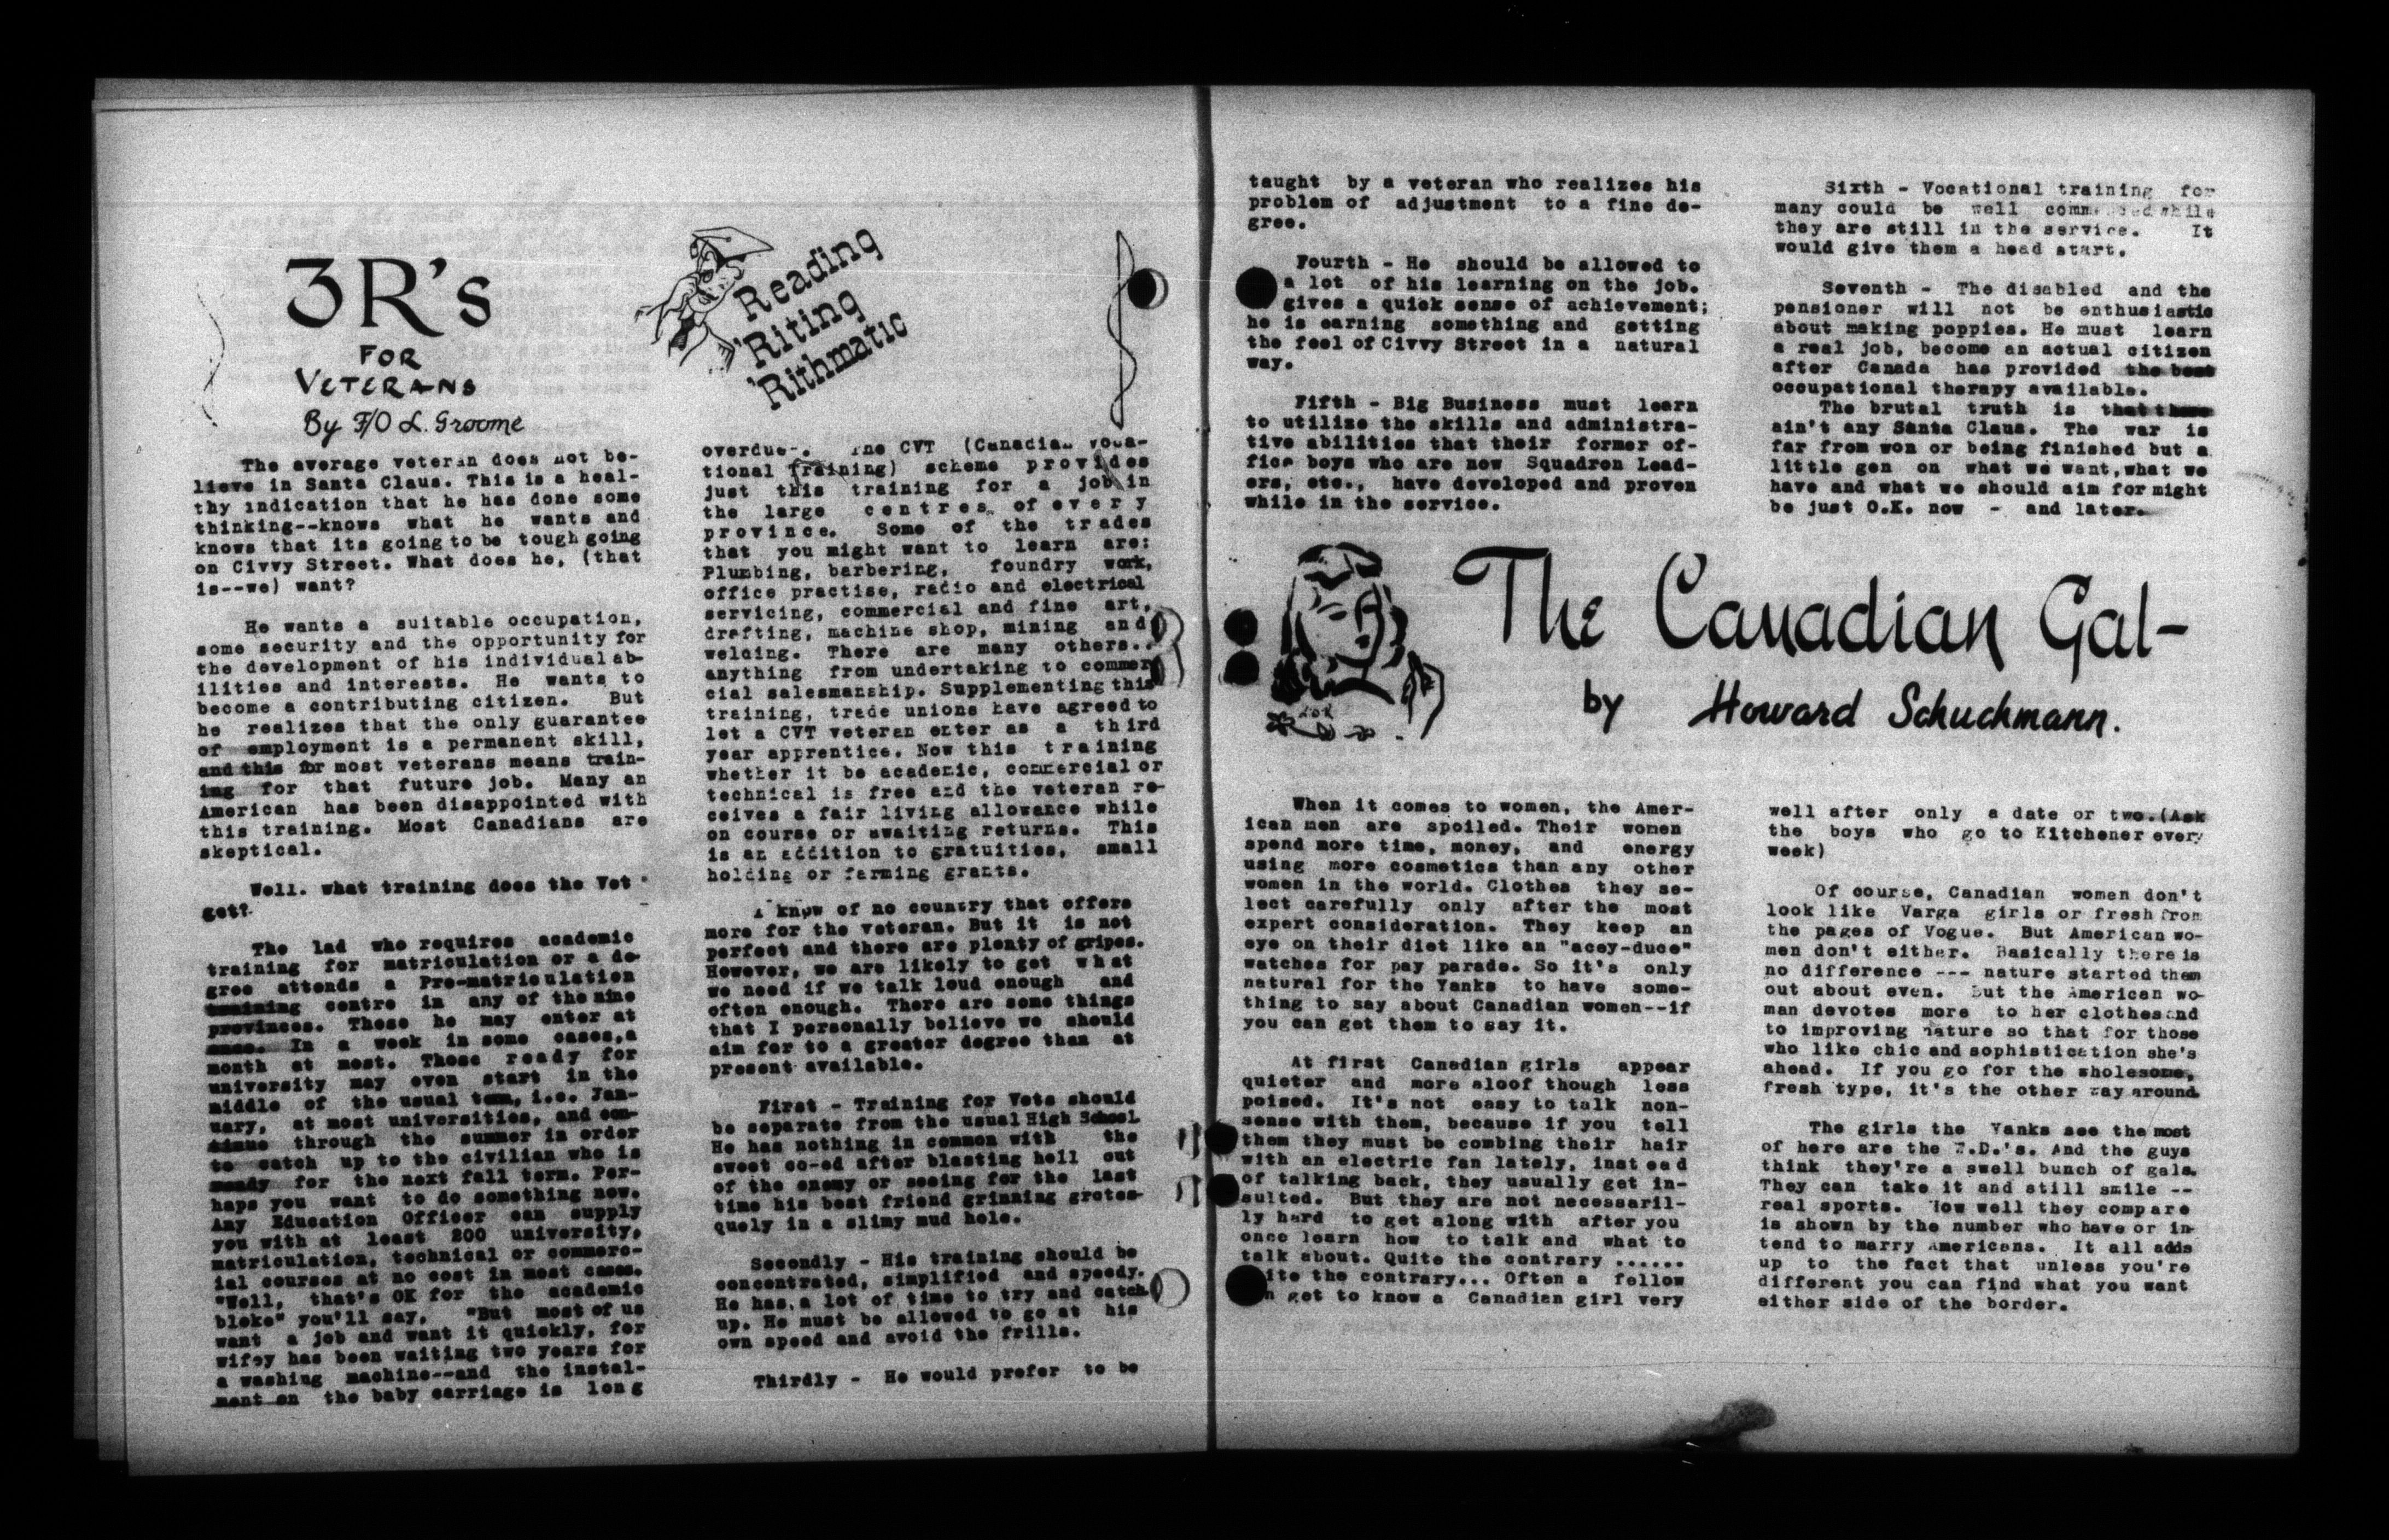 3R's
FOR
VETERANS
By F/O L. Groome
Reading
'Riting
'Rithmatic
The average veteran does not be-
lieve in Santa Claus. This is a heal-
thy indication that he has done some
thinking--knows what he wants and
knows that its going to be tough going
on Civvy Street. What does he, (that
is--we) want?
He wants a suitable occupation,
some security and the opportunity for
the development of his individual ab-
ilities and interests. He wants to
become a contributing citizen. But
he realizes that the only guarantee
of employment is a permanent skill,
and this for most veterans means train-
ing for that future job. Many an
American has been disappointed with
this training. Most Canadians are
skeptical.
Well. what training does the Vet
get?
The lad who requires academic
training for matriculation or a de-
gree attends a Pre-matriculation
training centre in any of the nine
provinces. These he may enter at
once. In a week in some cases,a
month at most. Those ready for
university may even start in the
middle of the usual term, i.e. Jan-
uary, at most universities, and con-
tinue through the summer in order
to catch up to the civilian who is
ready for the next fall term. Per-
haps you want to do something now.
Any Education Officer can supply
you with at least 200 university,
matriculation, technical or commerc-
ial courses at no cost in most cases.
"Well, that's OK for the academic
bloke" you'll say, "But most of us
want a job and want it quickly, for
wifey has been waiting two years for
a washing machine--and the instal-
ment on the baby carriage is long
overdue. The CVT (Canadian Voca-
tional Training) scheme provides
just this training for a job in
the large centres of every
province. Some of the trades
that you might want to learn are:
Plumbing, barbering, foundry work,
office practise, radio and electrical
servicing, commercial and fine art,
drafting, machine shop, mining and
welding. There are many others..
anything from undertaking to commer
cial salesmanship. Supplementing this
training, trade unions have agreed to
let a CVT veteran enter as a third
year apprentice. Now this training
whether it be academic, commercial or
technical is free and the veteran re-
ceives a fair living allowance while
on course or awaiting returns. This
is an addition to gratuities, small
holding or farming grants.
I know of no country that offers
more for the veteran. But it is not
perfect and there are plenty of gripes.
However, we are likely to get what
we need if we talk loud enough and
often enough. There are some things
that I personally believe we should
aim for to a greater degree than at
present available.
First - Training for Vets should
be separate from the usual High School
He has nothing in common with the
sweet co-ed after blasting hell out
of the enemy or seeing for the last
time his best friend grinning grotes-
quely in a slimy mud hole.
Secondly - His training should be
concentrated, simplified and speedy.
He has a lot of time to try and catch
up. He must be allowed to go at his
own speed and avoid the frills.
Thirdly - He would prefer to be
taught by a veteran who realizes his
problem of adjustment to a fine de-
gree.
Fourth - He should be allowed to
a lot of his learning on the job.
gives a quick sense of achievement;
he is earning something and getting
the feel of Civvy Street in a natural
way.
Fifth - Big Business must learn
to utilize the skills and administra-
tive abilities that their former of-
fice boys who are now Squadron Lead-
ers, etc., have developed and proven
while in the service.
Sixth - Vocational training for
many could be well commenced while
they are still in the service. It
would give them a head start.
Seventh - The disabled and the
pensioner will not be enthusiastic
about making poppies. He must learn
a real job, become an actual citizen
after Canada has provided the best
occupational therapy available.
The brutal truth is that there
ain't any Santa Claus. The war is
far from won or being finished but a
little gen on what we want,what we
have and what we should aim for might
be just O.K. now - and later.
The Canadian Gal-
by Howard Schuchmann.
When it comes to women, the Amer-
ican men are spoiled. Their women
spend more time, money, and energy
using more cosmetics than any other
women in the world. Clothes they se-
lect carefully only after the most
expert consideration. They keep an
eye on their diet like an "acey-duce"
watches for pay parade. So it's only
natural for the Yanks to have some-
thing to say about Canadian women--if
you can get them to say it.
At first Canadian girls appear
quieter and more aloof though less
poised. It's not easy to talk non-
sense with them, because if you tell
them they must be combing their hair
with an electric fan lately, instead
of talking back, they usually get in-
sulted. But they are not necessaril-
ly hard to get along with after you
once learn how to talk and what to
talk about. Quite the contrary ......
ite the contrary... Often a fellow
n get to know a Canadian girl very
well after only a date or two.(Ask
the boys who go to Kitchener every
week)
Of course, Canadian women don't
look like Varga girls or fresh from
the pages of Vogue. But American wo-
men don't either. Basically there is
no difference --- nature started them
out about even. But the American wo-
man devotes more to her clothes and
to improving nature so that for those
who like chic and sophistication she's
ahead. If you go for the wholesome,
fresh type, it's the other way around.
The girls the Yanks see the most
of here are the W.D.'s. And the guys
think they're a swell bunch of gals.
They can take it and still smile --
real sports. How well they compare
is shown by the number who have or in-
tend to marry Americans. It all adds
up to the fact that unless you're
different you can find what you want
either side of the border.